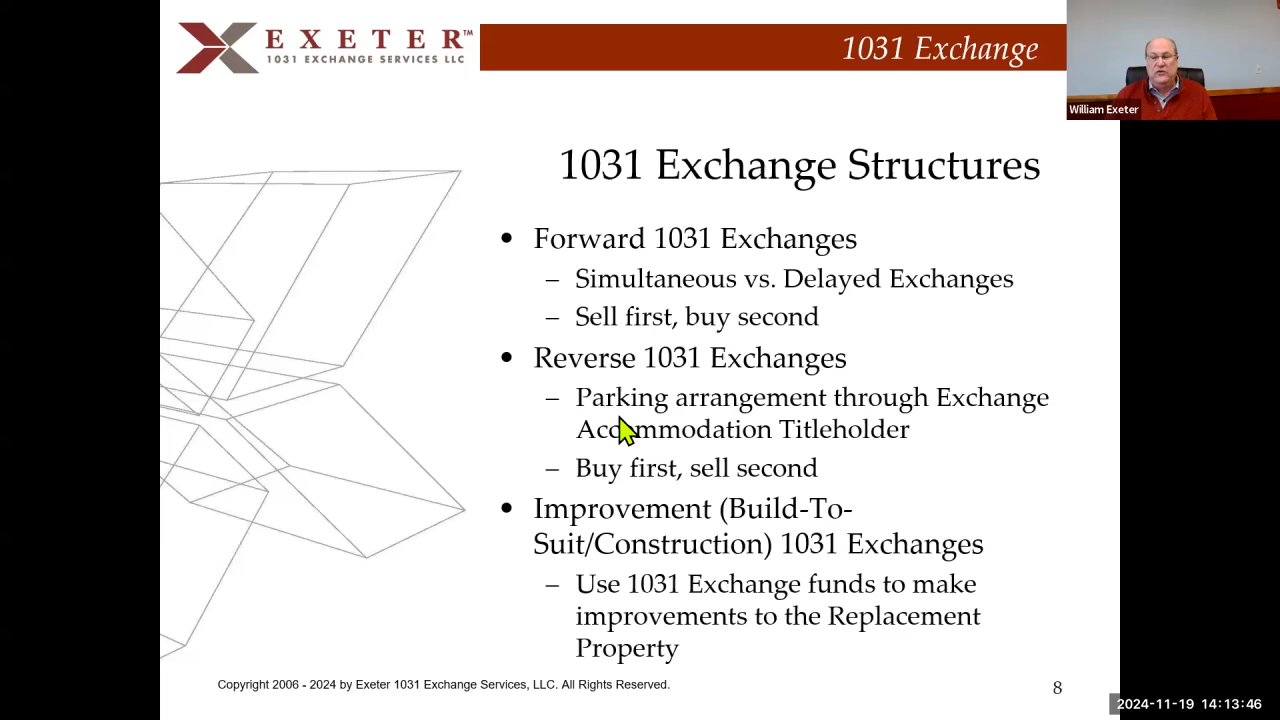 EXETER™
1031 EXCHANGE SERVICES LLC
1031 Exchange
William Exeter
1031 Exchange Structures
• Forward 1031 Exchanges
– Simultaneous vs. Delayed Exchanges
– Sell first, buy second
• Reverse 1031 Exchanges
– Parking arrangement through Exchange
Accommodation Titleholder
– Buy first, sell second
• Improvement (Build-To-
Suit/Construction) 1031 Exchanges
– Use 1031 Exchange funds to make
improvements to the Replacement
Property
Copyright 2006 - 2024 by Exeter 1031 Exchange Services, LLC. All Rights Reserved.
8
2024-11-19 14:13:46